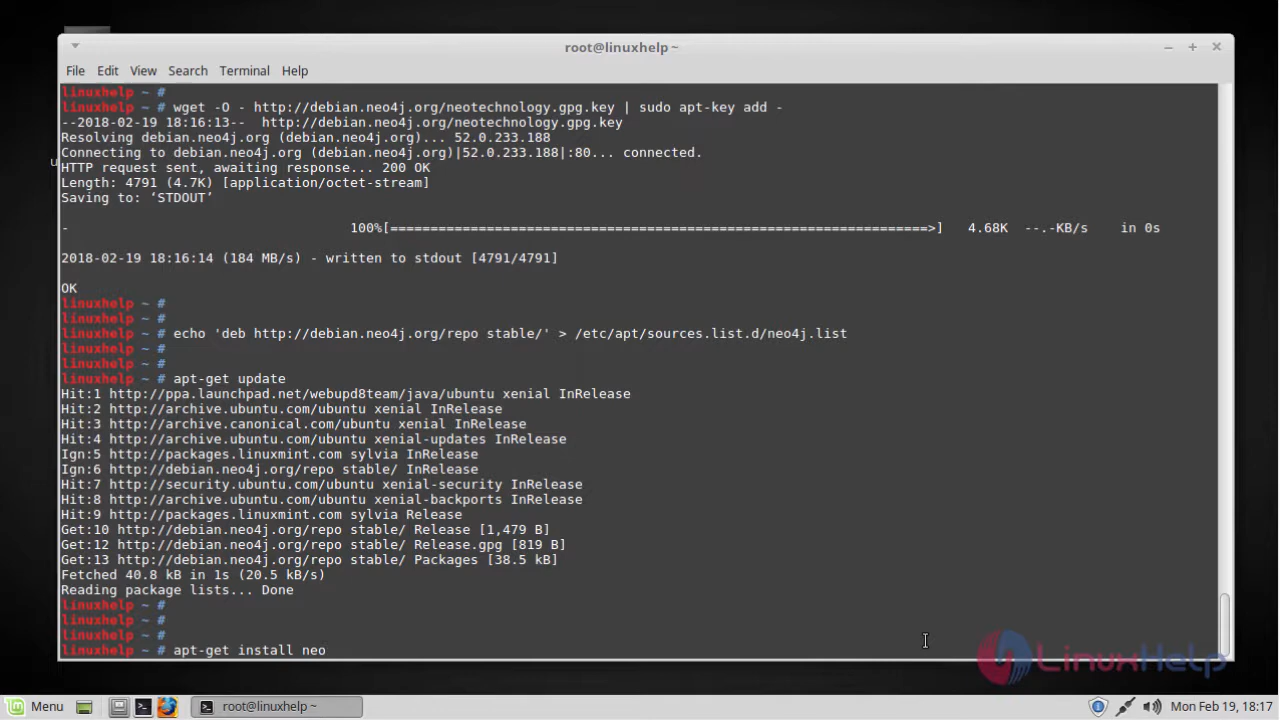 root@linuxhelp ~
File Edit View Search Terminal Help
linuxhelp ~ #
linuxhelp ~ # wget -O - http://debian.neo4j.org/neotechnology.gpg.key | sudo apt-key add -
--2018-02-19 18:16:13-- http://debian.neo4j.org/neotechnology.gpg.key
Resolving debian.neo4j.org (debian.neo4j.org)... 52.0.233.188
Connecting to debian.neo4j.org (debian.neo4j.org)|52.0.233.188|:80... connected.
HTTP request sent, awaiting response... 200 OK
Length: 4791 (4.7K) [application/octet-stream]
Saving to: ‘STDOUT’
- 100%[===================================================================>] 4.68K --.-KB/s in 0s
2018-02-19 18:16:14 (184 MB/s) - written to stdout [4791/4791]
OK
linuxhelp ~ #
linuxhelp ~ #
linuxhelp ~ # echo 'deb http://debian.neo4j.org/repo stable/' > /etc/apt/sources.list.d/neo4j.list
linuxhelp ~ #
linuxhelp ~ #
linuxhelp ~ # apt-get update
Hit:1 http://ppa.launchpad.net/webupd8team/java/ubuntu xenial InRelease
Hit:2 http://archive.ubuntu.com/ubuntu xenial InRelease
Hit:3 http://archive.canonical.com/ubuntu xenial InRelease
Hit:4 http://archive.ubuntu.com/ubuntu xenial-updates InRelease
Ign:5 http://packages.linuxmint.com sylvia InRelease
Ign:6 http://debian.neo4j.org/repo stable/ InRelease
Hit:7 http://security.ubuntu.com/ubuntu xenial-security InRelease
Hit:8 http://archive.ubuntu.com/ubuntu xenial-backports InRelease
Hit:9 http://packages.linuxmint.com sylvia Release
Get:10 http://debian.neo4j.org/repo stable/ Release [1,479 B]
Get:12 http://debian.neo4j.org/repo stable/ Release.gpg [819 B]
Get:13 http://debian.neo4j.org/repo stable/ Packages [38.5 kB]
Fetched 40.8 kB in 1s (20.5 kB/s)
Reading package lists... Done
linuxhelp ~ #
linuxhelp ~ #
linuxhelp ~ #
linuxhelp ~ # apt-get install neo
LinuxHelp
Menu root@linuxhelp ~ Mon Feb 19, 18:17